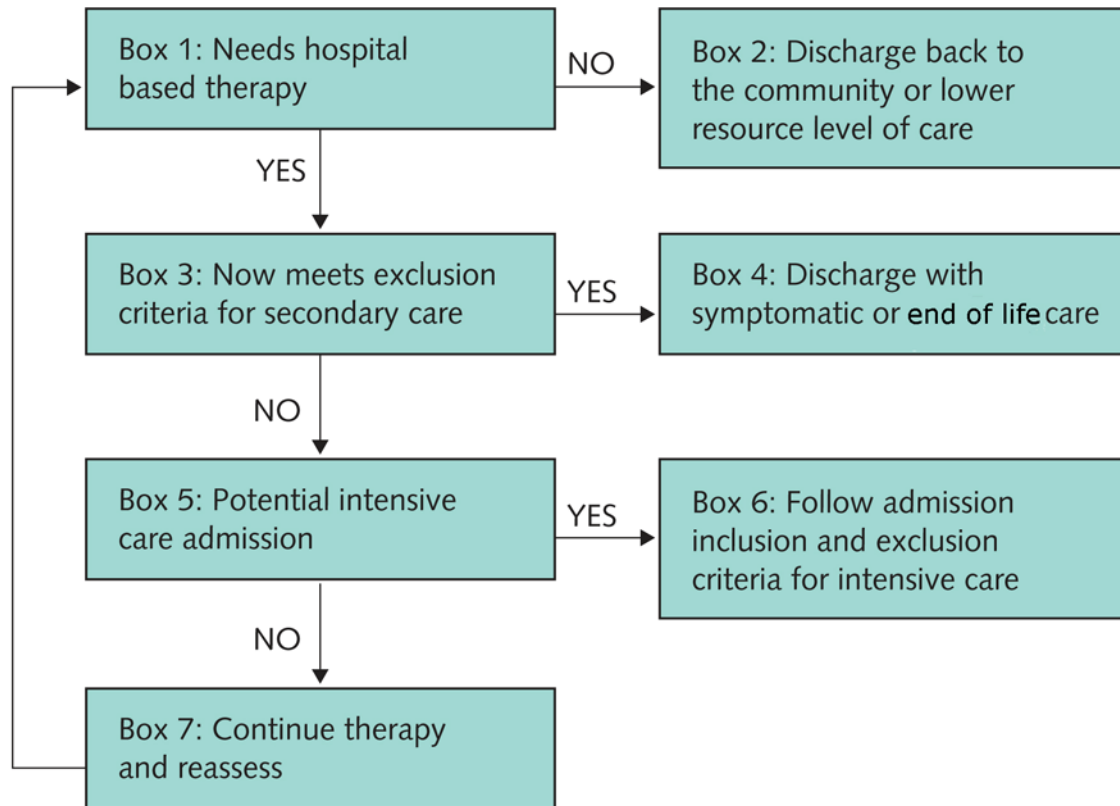 Box 1: Needs hospital
based therapy
NO
Box 2: Discharge back to
the community or lower
resource level of care
YES
Box 3: Now meets exclusion
criteria for secondary care
YES
Box 4: Discharge with
symptomatic or end of life care
NO
Box 5: Potential intensive
care admission
YES
Box 6: Follow admission
inclusion and exclusion
criteria for intensive care
NO
Box 7: Continue therapy
and reassess